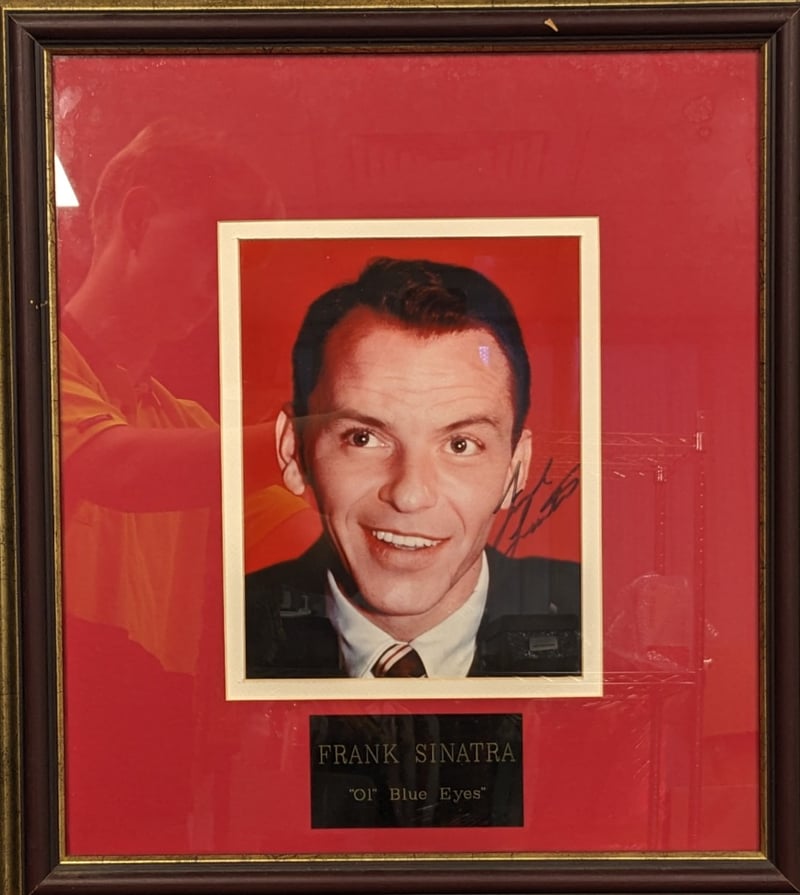 FRANK SINATRA
"Ol" Blue Eyes"